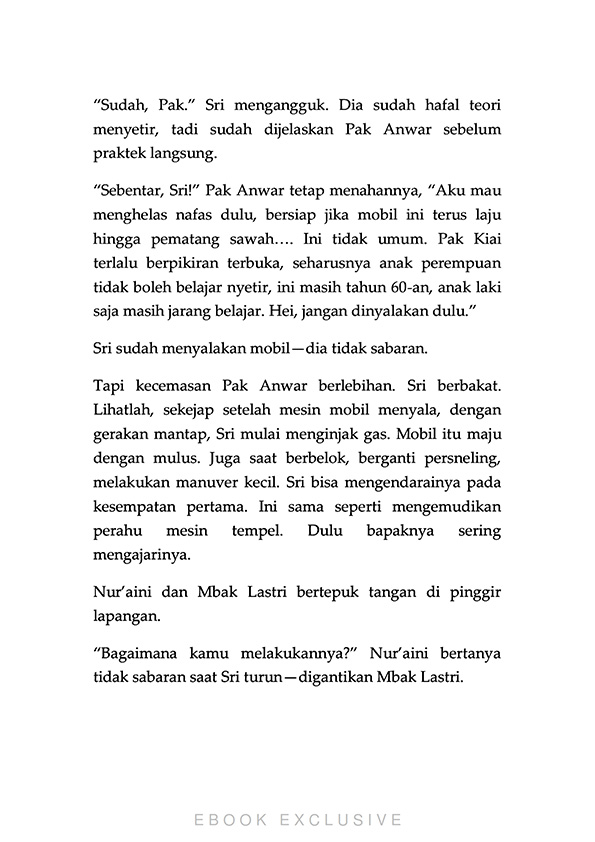 “Sudah, Pak.” Sri mengangguk. Dia sudah hafal teori
menyetir, tadi sudah dijelaskan Pak Anwar sebelum
praktek langsung.
“Sebentar, Sri!” Pak Anwar tetap menahannya, “Aku mau
menghelas nafas dulu, bersiap jika mobil ini terus laju
hingga pematang sawah…. Ini tidak umum. Pak Kiai
terlalu berpikiran terbuka, seharusnya anak perempuan
tidak boleh belajar nyetir, ini masih tahun 60-an, anak laki
saja masih jarang belajar. Hei, jangan dinyalakan dulu.”
Sri sudah menyalakan mobil—dia tidak sabaran.
Tapi kecemasan Pak Anwar berlebihan. Sri berbakat.
Lihatlah, sekejap setelah mesin mobil menyala, dengan
gerakan mantap, Sri mulai menginjak gas. Mobil itu maju
dengan mulus. Juga saat berbelok, berganti persneling,
melakukan manuver kecil. Sri bisa mengendarainya pada
kesempatan pertama. Ini sama seperti mengemudikan
perahu mesin tempel. Dulu bapaknya sering
mengajarinya.
Nur’aini dan Mbak Lastri bertepuk tangan di pinggir
lapangan.
“Bagaimana kamu melakukannya?” Nur’aini bertanya
tidak sabaran saat Sri turun—digantikan Mbak Lastri.
EBOOK EXCLUSIVE